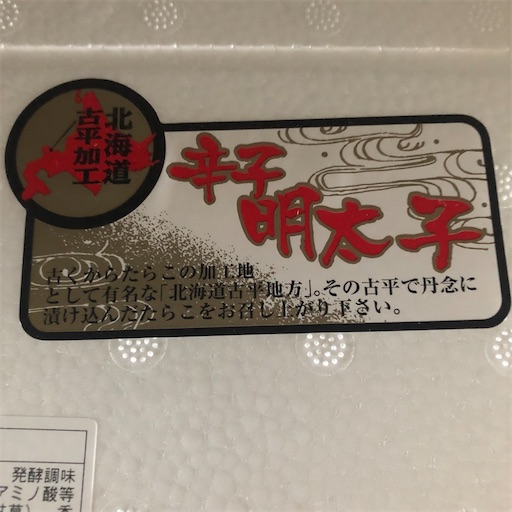 北海道
古平加工
辛子
明太子
古くからたらこの加工地
として有名な「北海道古平地方」。その古平で丹念に
漬け込んだたらこをお召し上がり下さい。
発酵調味
アミノ酸等